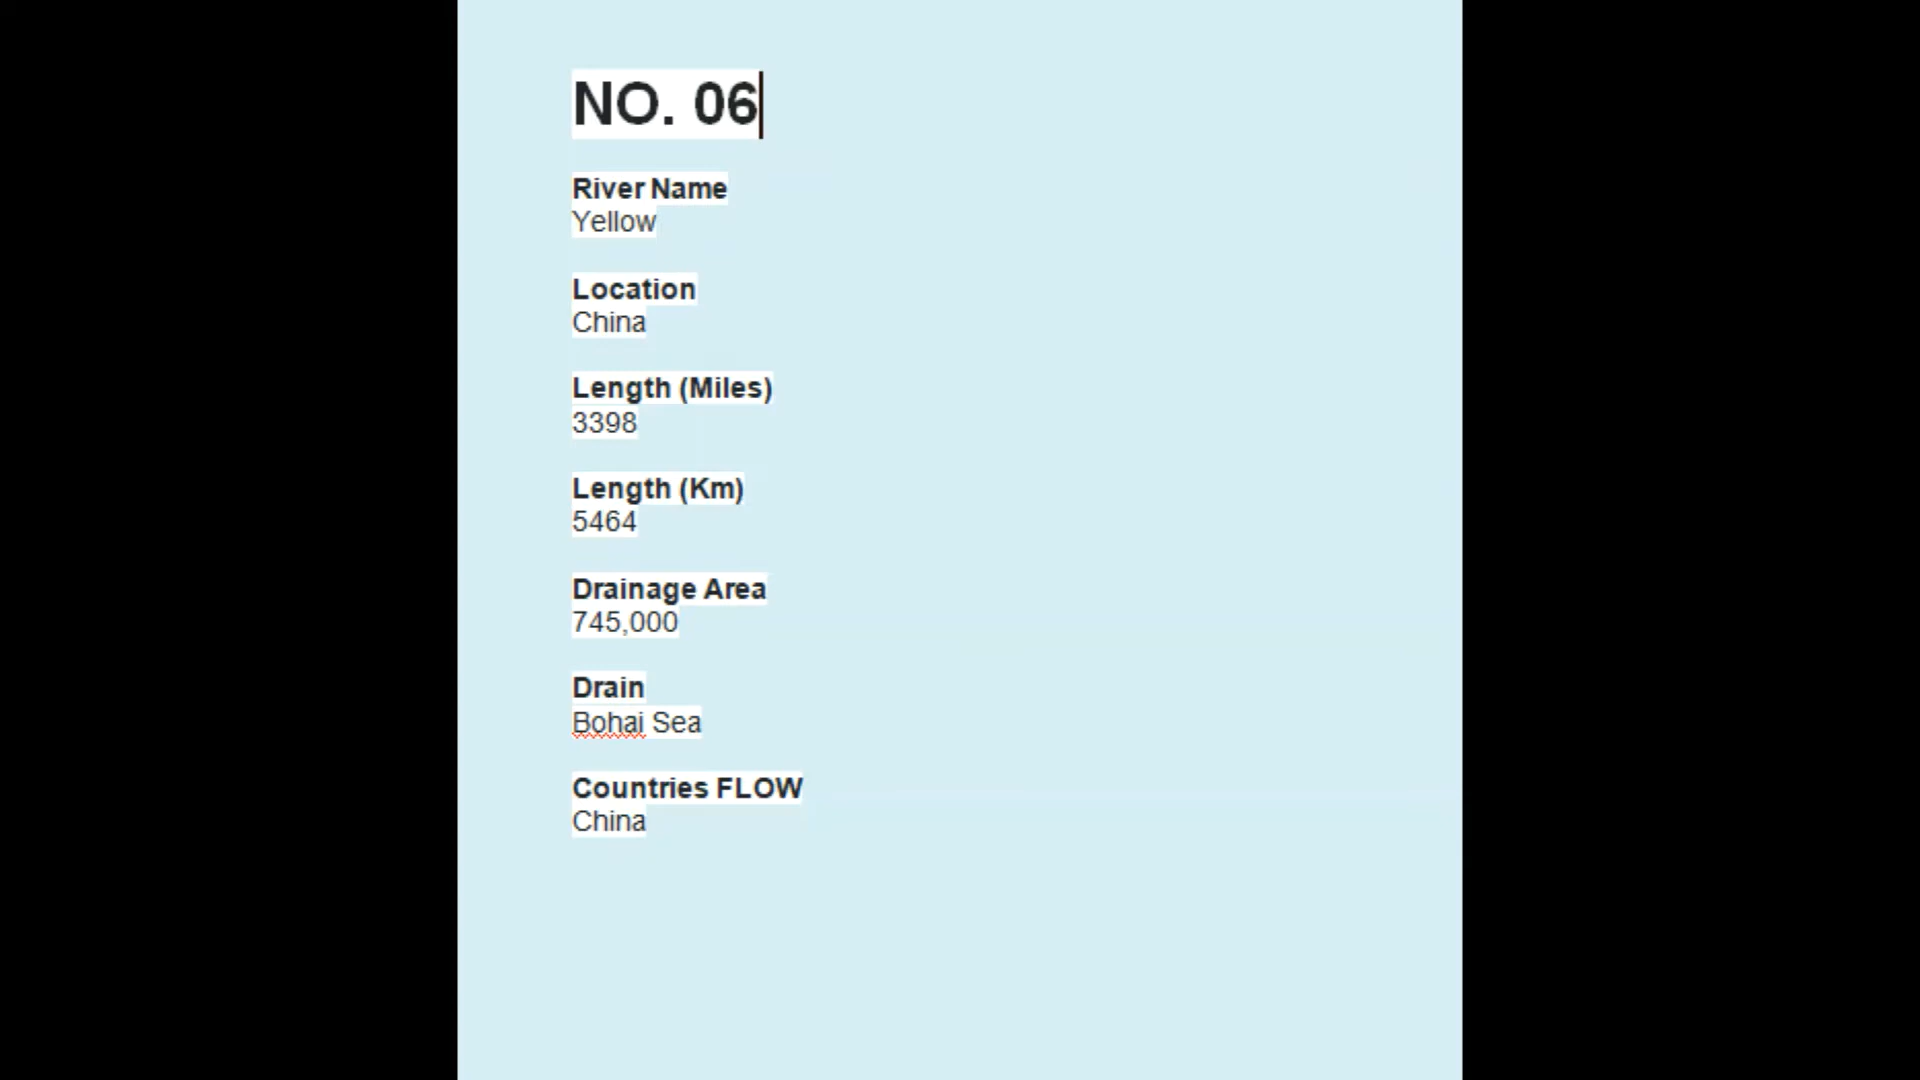 NO. 06
River Name
Yellow
Location
China
Length (Miles)
3398
Length (Km)
5464
Drainage Area
745,000
Drain
Bohai Sea
Countries FLOW
China